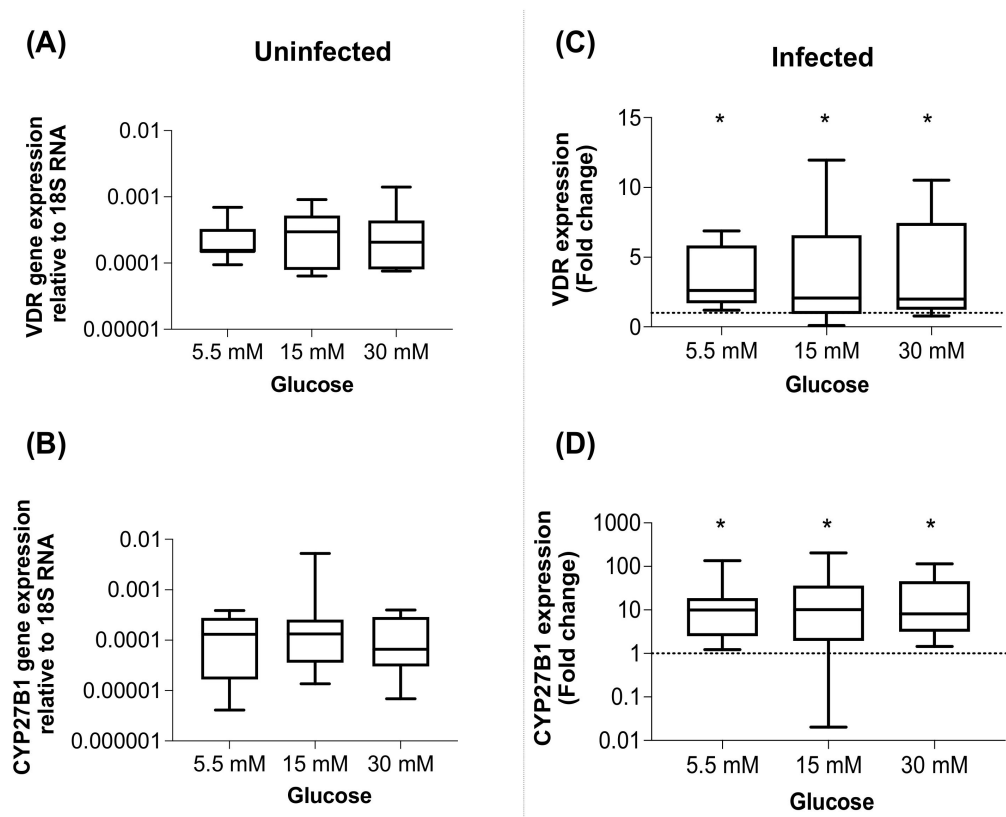 (A)
Uninfected
VDR gene expression
relative to 18S RNA
0.01
0.001
0.0001
0.00001
5.5 mM 15 mM 30 mM
Glucose
(B)
CYP27B1 gene expression
relative to 18S RNA
0.01
0.001
0.0001
0.00001
0.000001
5.5 mM 15 mM 30 mM
Glucose
(C)
Infected
VDR expression
(Fold change)
15
10
5
0
* * *
5.5 mM 15 mM 30 mM
Glucose
(D)
CYP27B1 expression
(Fold change)
1000
100
10
1
0.1
0.01
* * *
5.5 mM 15 mM 30 mM
Glucose